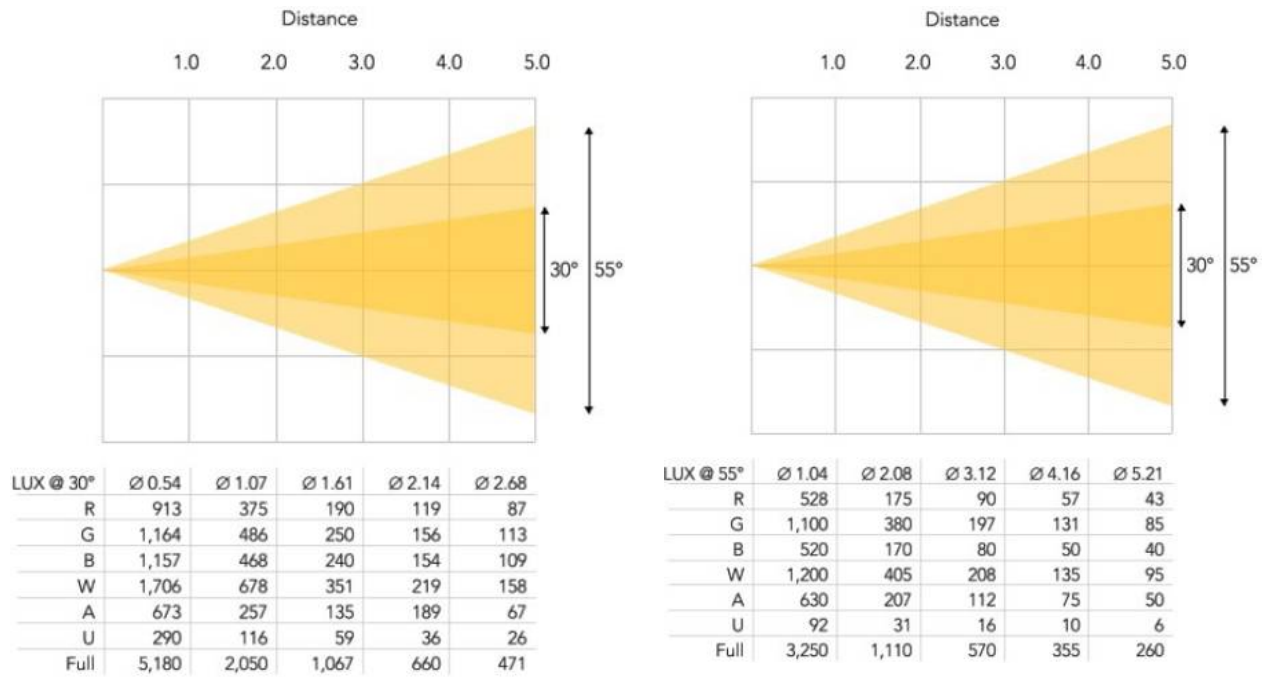 Distance
1.0 2.0 3.0 4.0 5.0
30° 55°
LUX @ 30° Ø 0.54 Ø 1.07 Ø 1.61 Ø 2.14 Ø 2.68
R 913 375 190 119 87
G 1,164 486 250 156 113
B 1,157 468 240 154 109
W 1,706 678 351 219 158
A 673 257 135 189 67
U 290 116 59 36 26
Full 5,180 2,050 1,067 660 471
Distance
1.0 2.0 3.0 4.0 5.0
30° 55°
LUX @ 55° Ø 1.04 Ø 2.08 Ø 3.12 Ø 4.16 Ø 5.21
R 528 175 90 57 43
G 1,100 380 197 131 85
B 520 170 80 50 40
W 1,200 405 208 135 95
A 630 207 112 75 50
U 92 31 16 10 6
Full 3,250 1,110 570 355 260